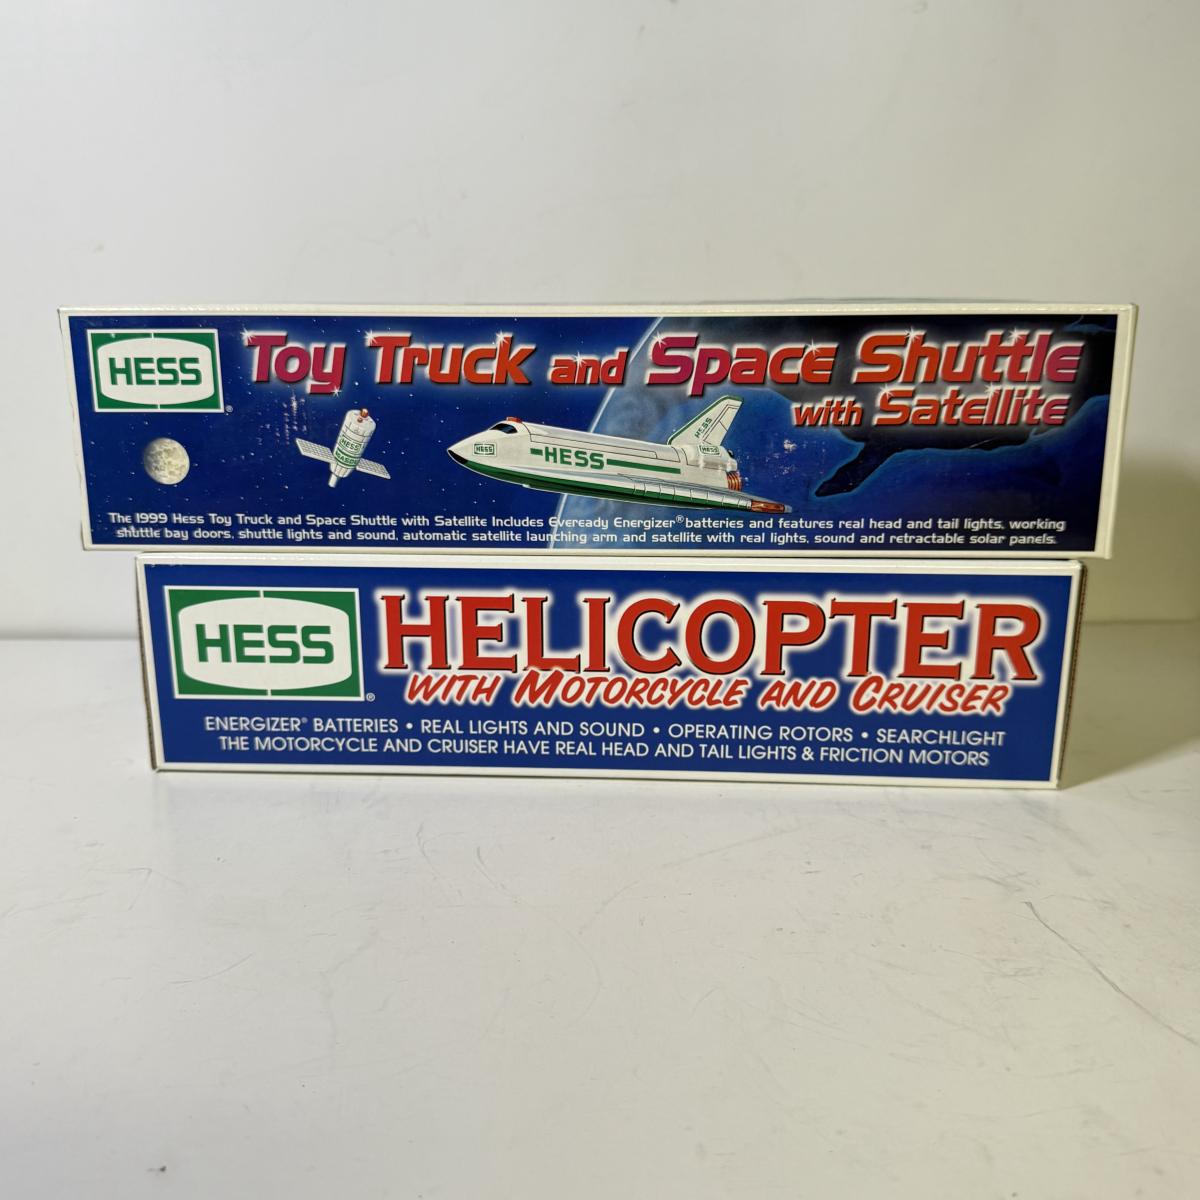 HESS®
Toy Truck and Space Shuttle
with Satellite
HESS
HESS
HESS
HESS
HESS
The 1999 Hess Toy Truck and Space Shuttle with Satellite Includes Eveready Energizer® batteries and features real head and tail lights, working
shuttle bay doors, shuttle lights and sound, automatic satellite launching arm and satellite with real lights, sound and retractable solar panels.
HESS®
HELICOPTER
WITH MOTORCYCLE AND CRUISER
ENERGIZER® BATTERIES • REAL LIGHTS AND SOUND • OPERATING ROTORS • SEARCHLIGHT
THE MOTORCYCLE AND CRUISER HAVE REAL HEAD AND TAIL LIGHTS & FRICTION MOTORS